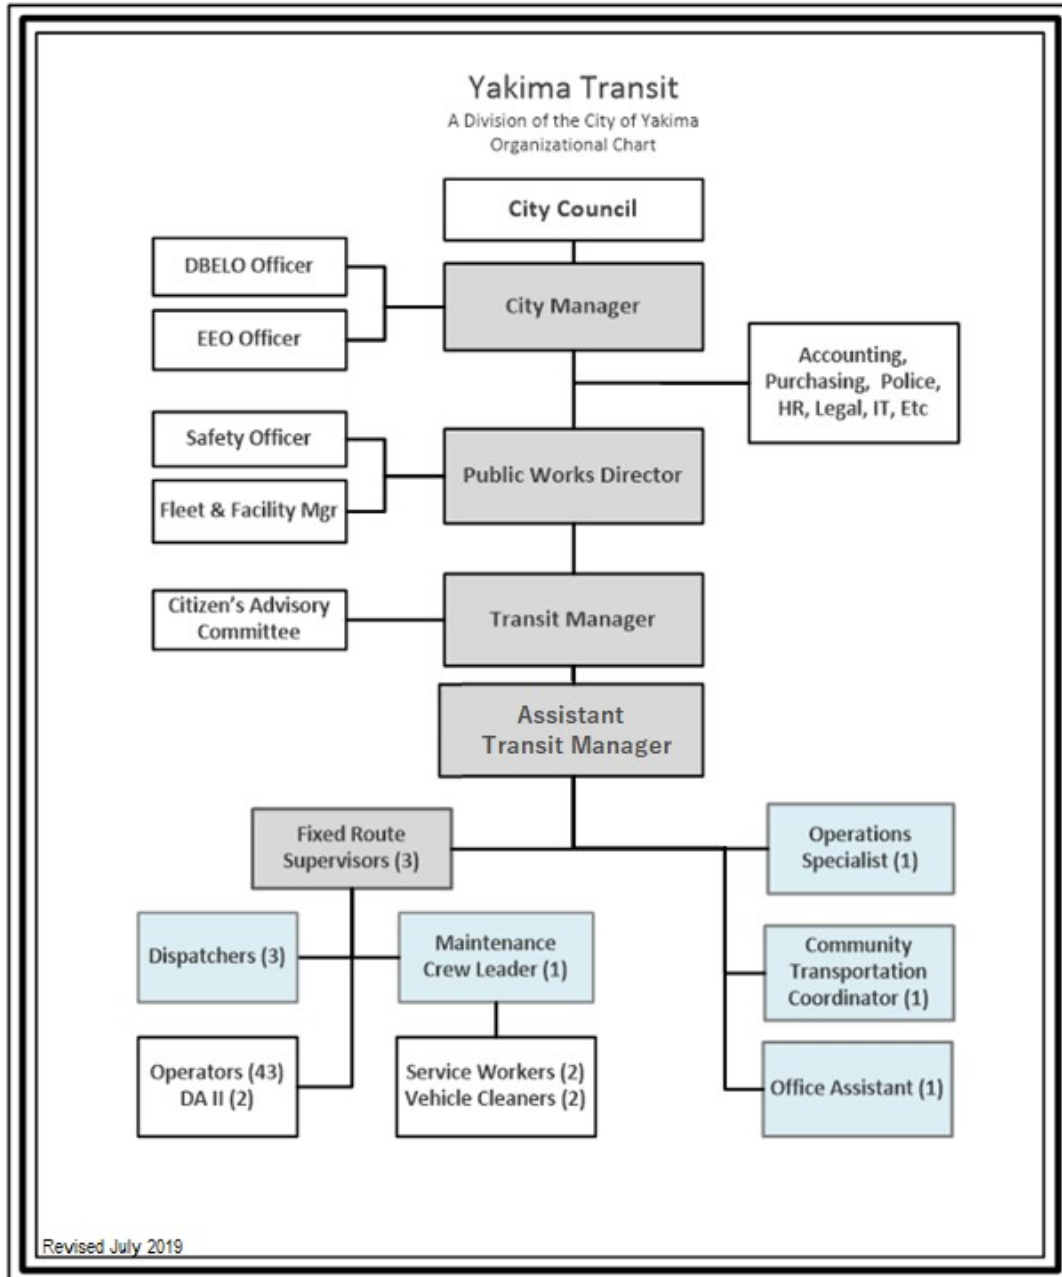 Yakima Transit
A Division of the City of Yakima
Organizational Chart
City Council
DBELO Officer
City Manager
EEO Officer
Accounting,
Purchasing, Police,
HR, Legal, IT, Etc
Safety Officer
Public Works Director
Fleet & Facility Mgr
Citizen's Advisory
Committee
Transit Manager
Assistant
Transit Manager
Fixed Route
Supervisors (3)
Operations
Specialist (1)
Dispatchers (3)
Maintenance
Crew Leader (1)
Community
Transportation
Coordinator (1)
Operators (43)
DA II (2)
Service Workers (2)
Vehicle Cleaners (2)
Office Assistant (1)
Revised July 2019